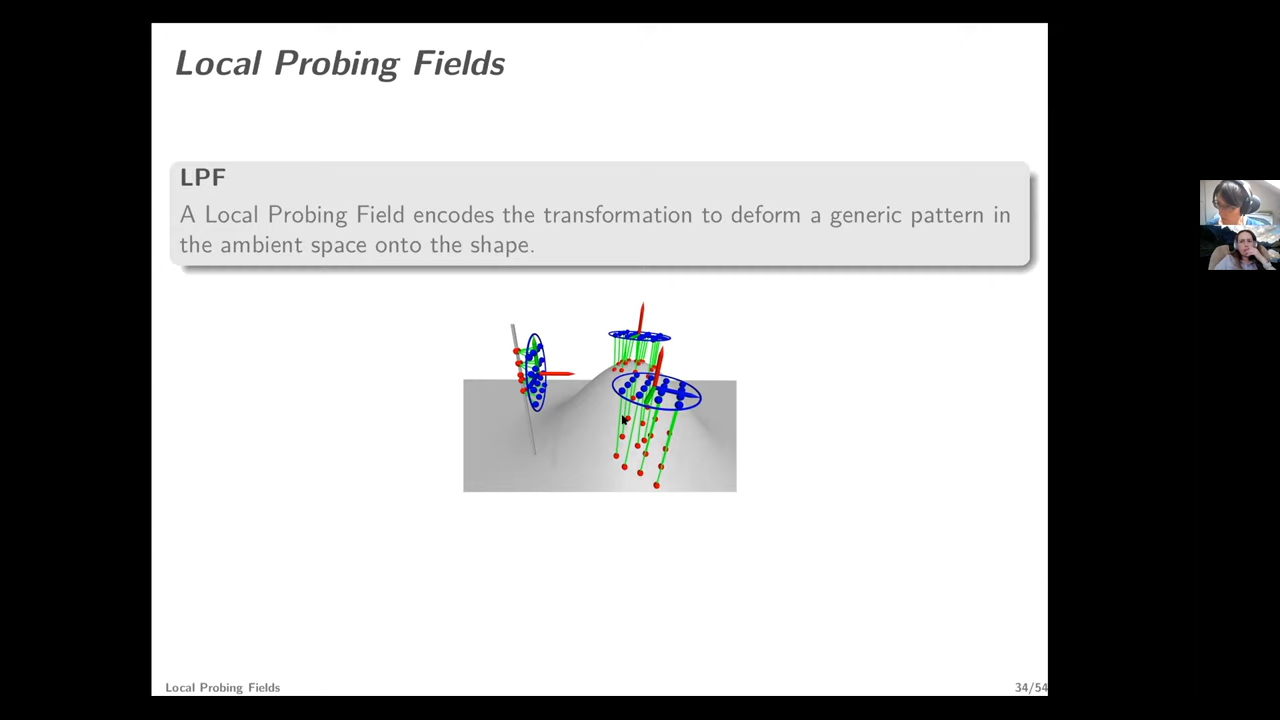 Local Probing Fields
LPF
A Local Probing Field encodes the transformation to deform a generic pattern in
the ambient space onto the shape.
Local Probing Fields
34/54